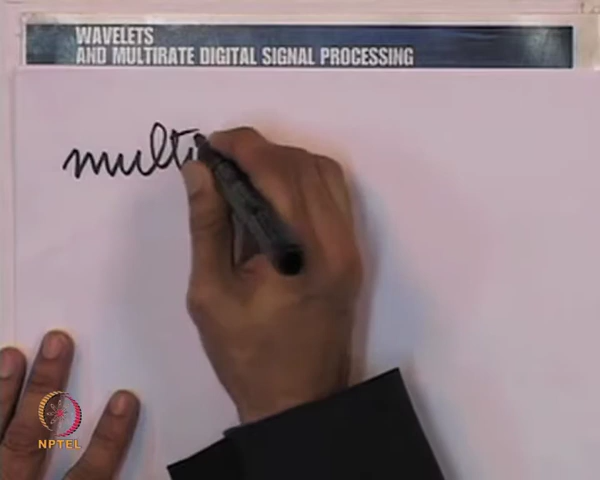 WAVELETS
AND MULTIRATE DIGITAL SIGNAL PROCESSING
multi
NPTEL